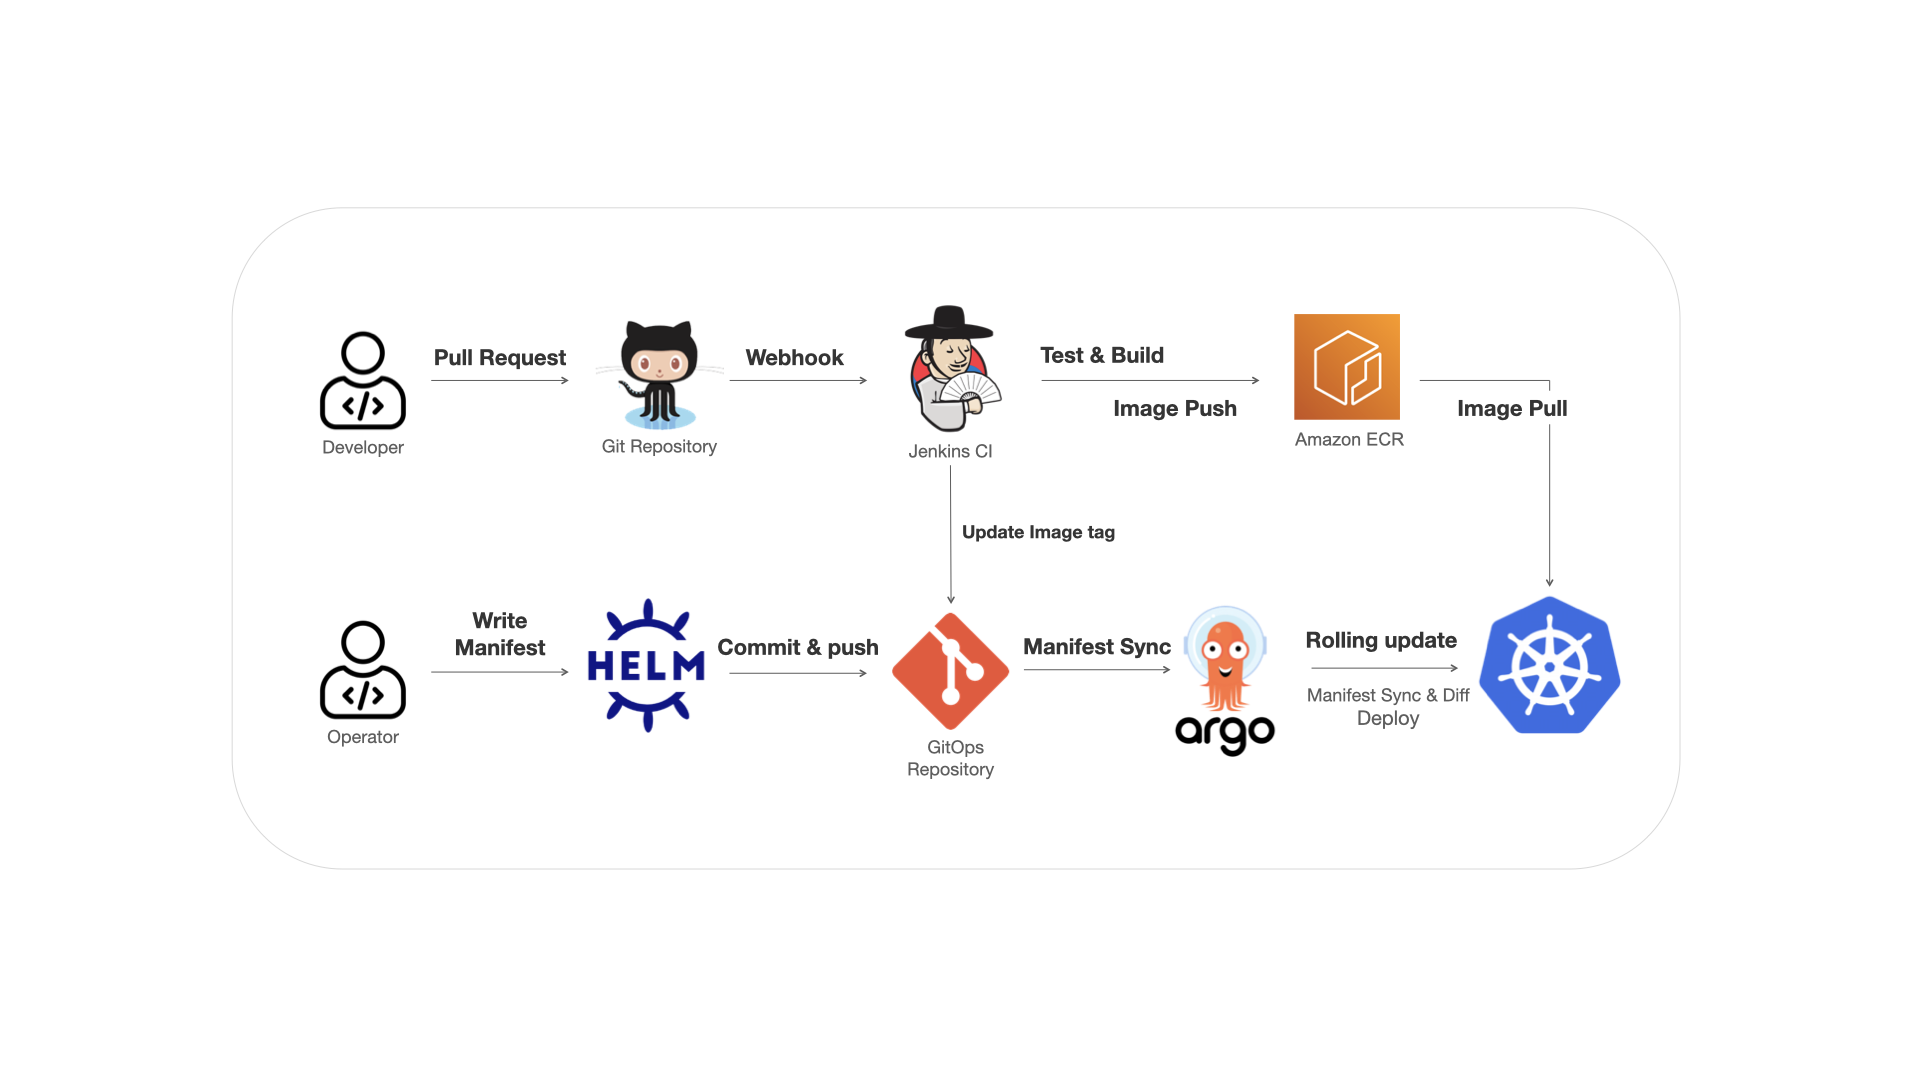 Pull Request
Webhook
Test & Build
Image Push
Image Pull
Developer
Git Repository
Jenkins CI
Amazon ECR
Update Image tag
Write
Manifest
HELM
Commit & push
Manifest Sync
Rolling update
Manifest Sync & Diff
Deploy
argo
Operator
GitOps
Repository